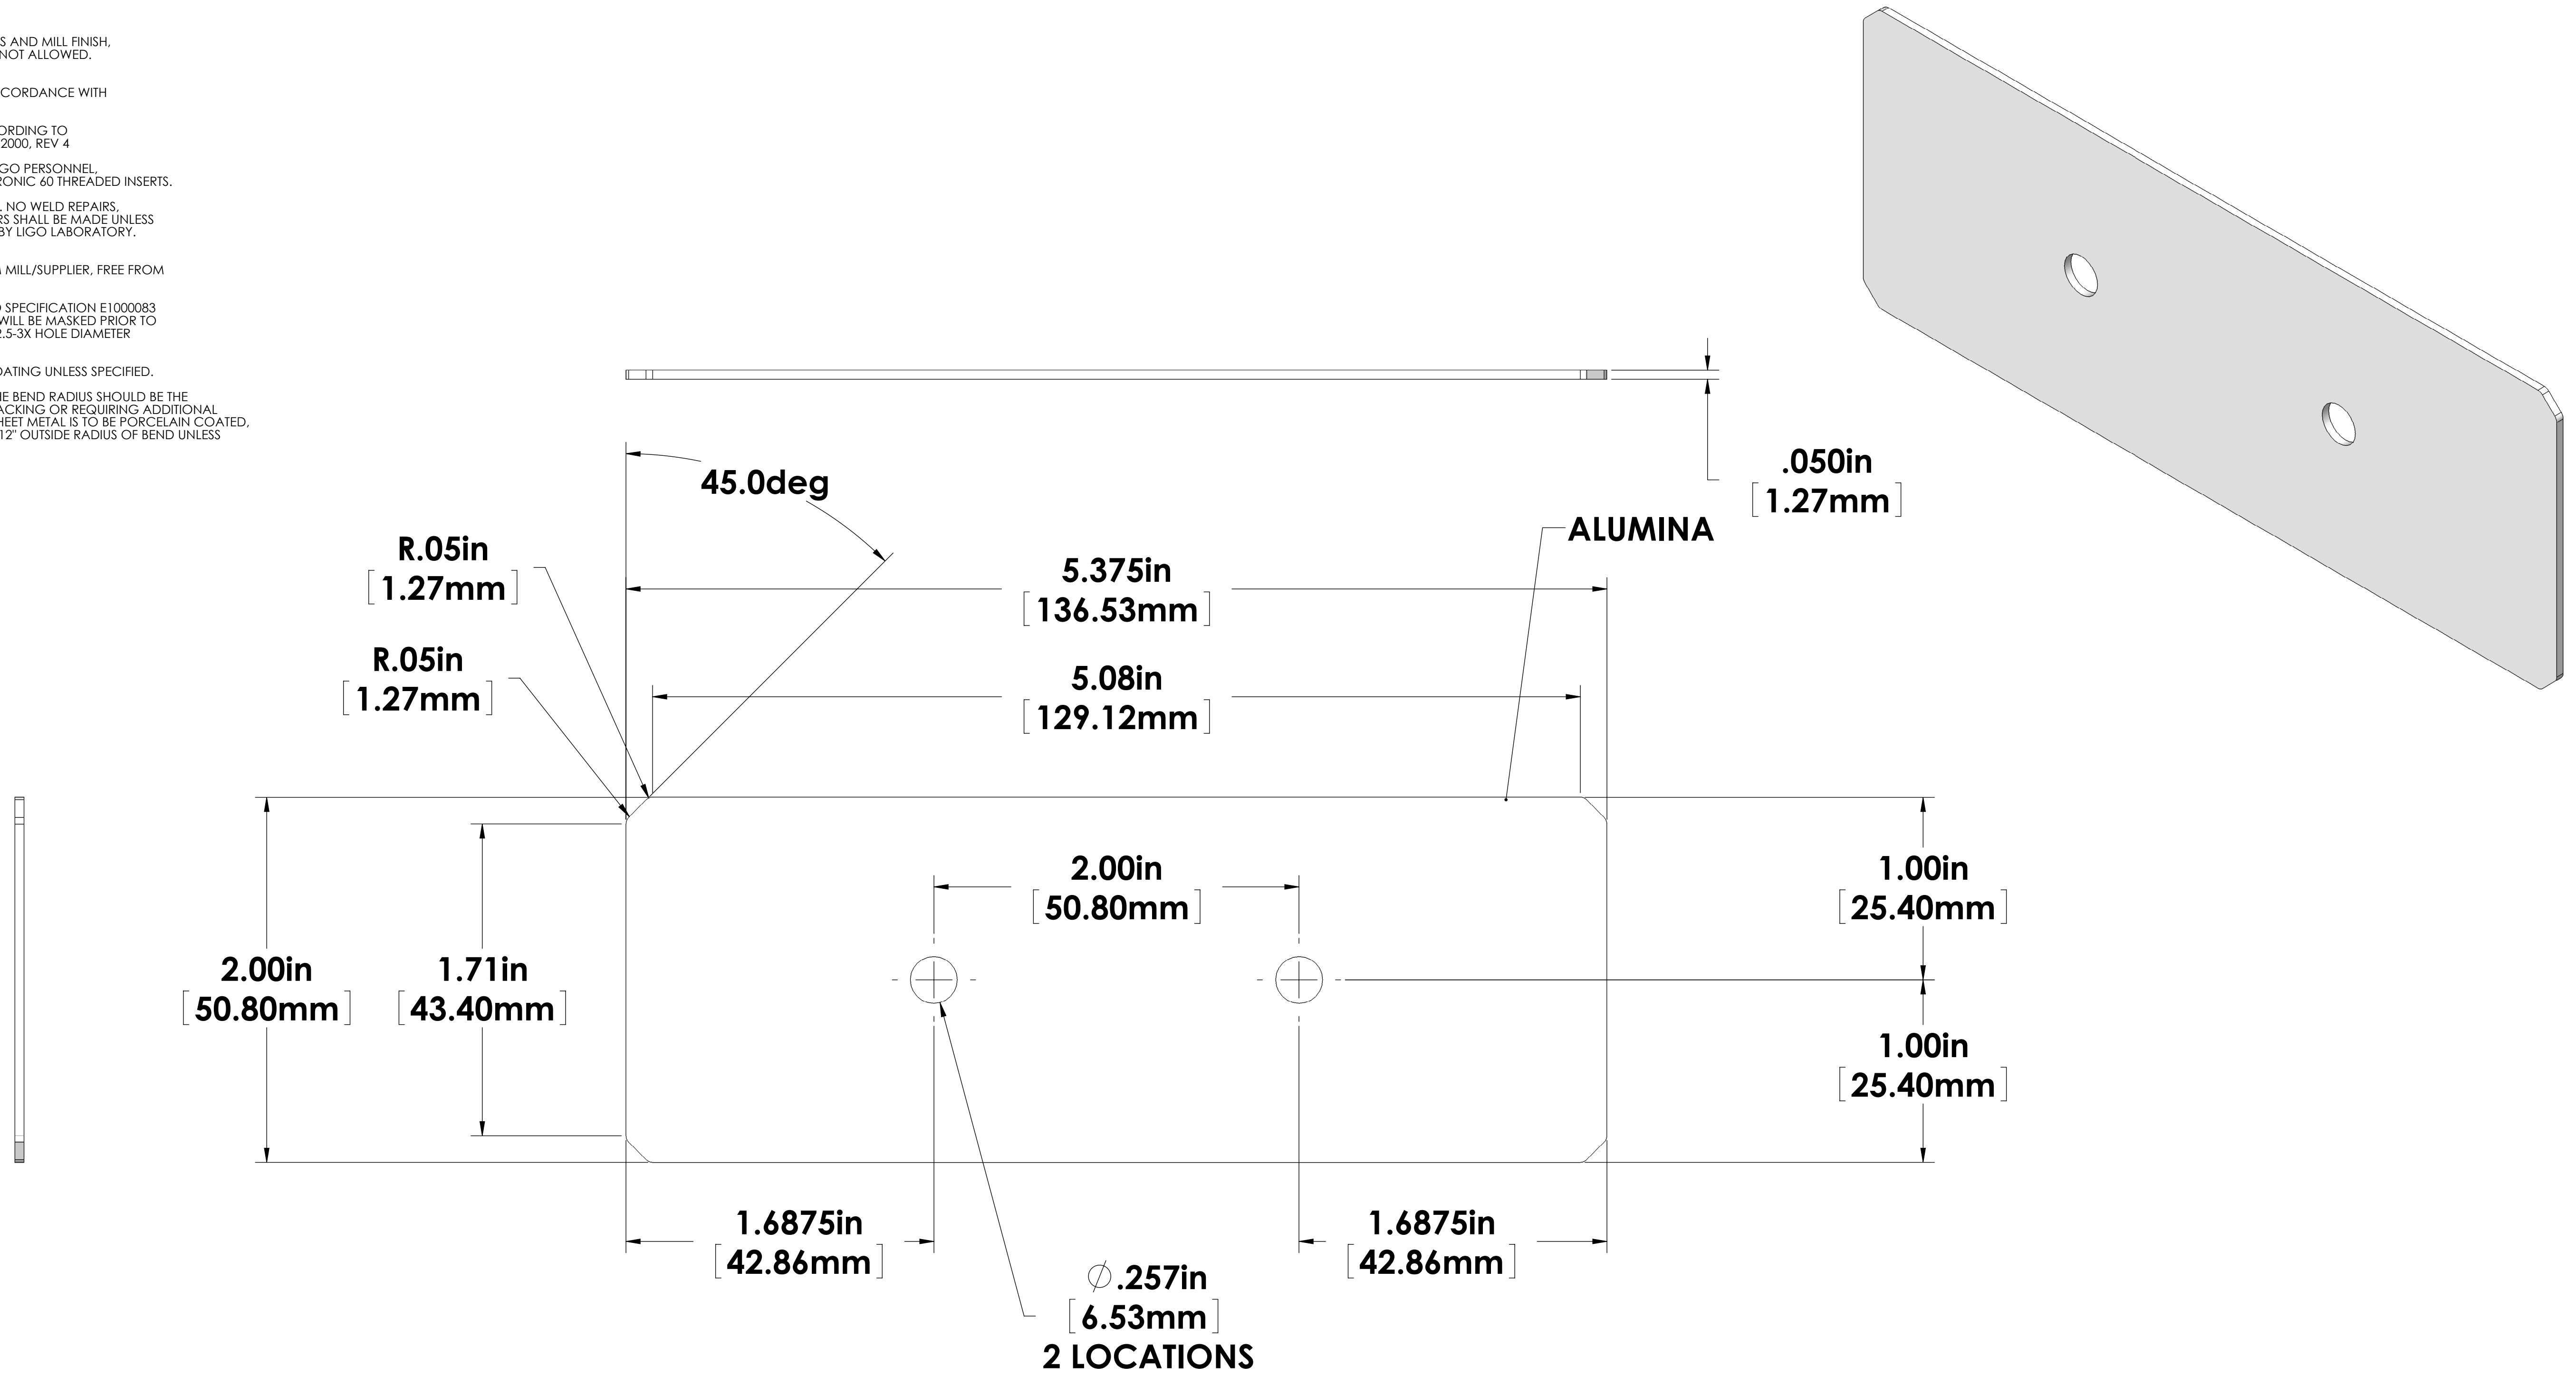 S AND MILL FINISH,
NOT ALLOWED.
CORDANCE WITH
ORDING TO
2000, REV 4
GO PERSONNEL,
RONIC 60 THREADED INSERTS.
. NO WELD REPAIRS,
RS SHALL BE MADE UNLESS
BY LIGO LABORATORY.
MILL/SUPPLIER, FREE FROM
SPECIFICATION E1000083
WILL BE MASKED PRIOR TO
2.5-3X HOLE DIAMETER
OATING UNLESS SPECIFIED.
HE BEND RADIUS SHOULD BE THE
ACKING OR REQUIRING ADDITIONAL
HEET METAL IS TO BE PORCELAIN COATED,
12" OUTSIDE RADIUS OF BEND UNLESS
.050in
[1.27mm]
45.0deg
ALUMINA
R.05in
[1.27mm]
5.375in
[136.53mm]
R.05in
[1.27mm]
5.08in
[129.12mm]
2.00in
[50.80mm]
1.00in
[25.40mm]
2.00in
[50.80mm]
1.71in
[43.40mm]
1.00in
[25.40mm]
1.6875in
[42.86mm]
1.6875in
[42.86mm]
∅.257in
[6.53mm]
2 LOCATIONS